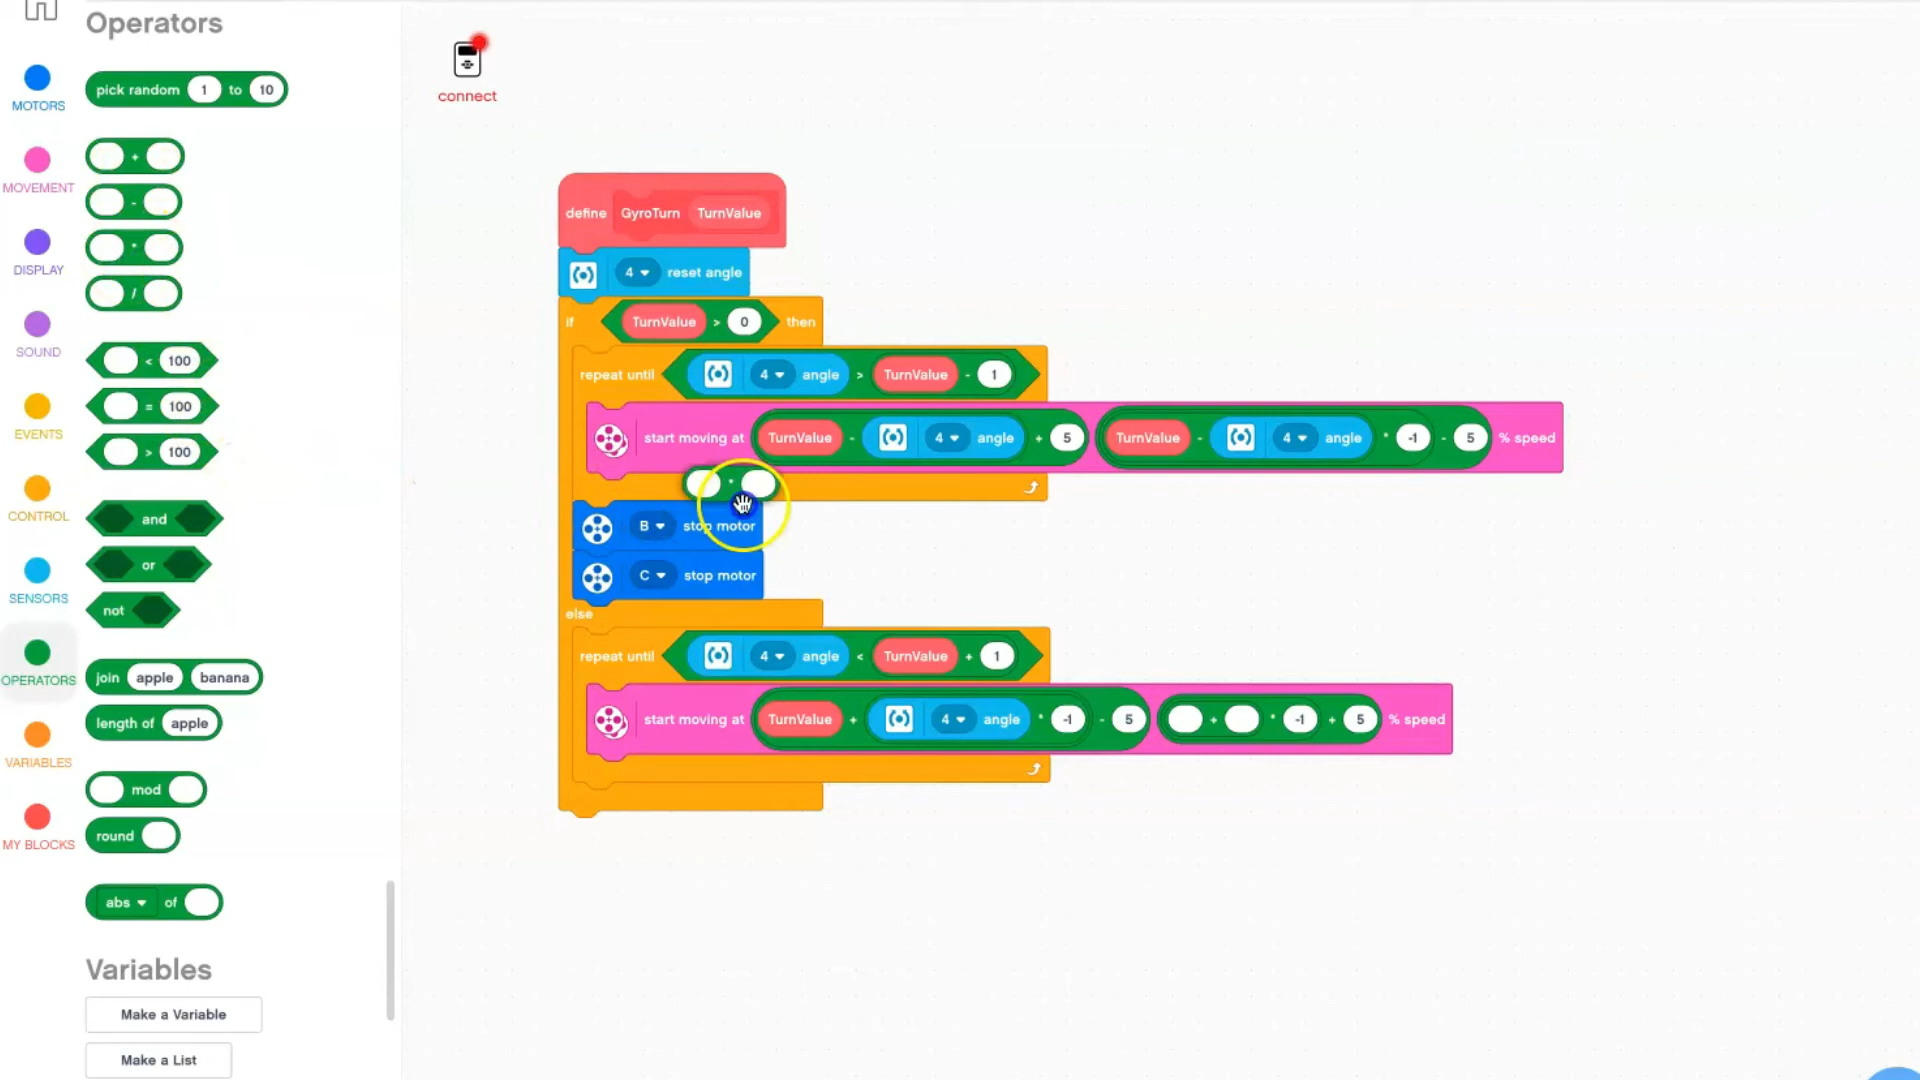 Operators
MOTORS
MOVEMENT
DISPLAY
SOUND
EVENTS
CONTROL
SENSORS
OPERATORS
VARIABLES
MY BLOCKS
pick random 1 to 10
+
-
*
/
< 100
= 100
> 100
and
or
not
join apple banana
length of apple
mod
round
abs of
Variables
Make a Variable
Make a List
connect
define GyroTurn TurnValue
4 reset angle
if TurnValue > 0 then
repeat until 4 angle > TurnValue - 1
start moving at TurnValue - 4 angle + 5 TurnValue - 4 angle * -1 - 5 % speed
*
B stop motor
C stop motor
else
repeat until 4 angle < TurnValue + 1
start moving at TurnValue + 4 angle * -1 - 5 + * -1 + 5 % speed